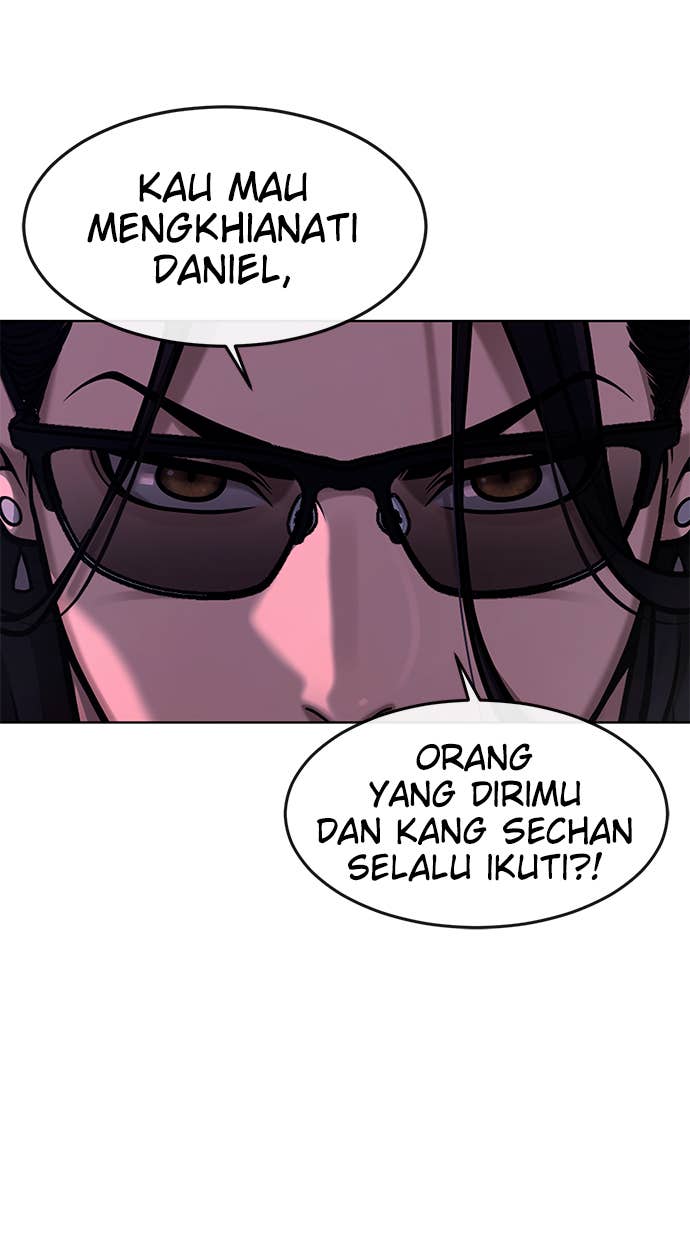 KAU MAU
MENGKHIANATI
DANIEL,
ORANG
YANG DIRIMU
DAN KANG SECHAN
SELALU IKUTI?!